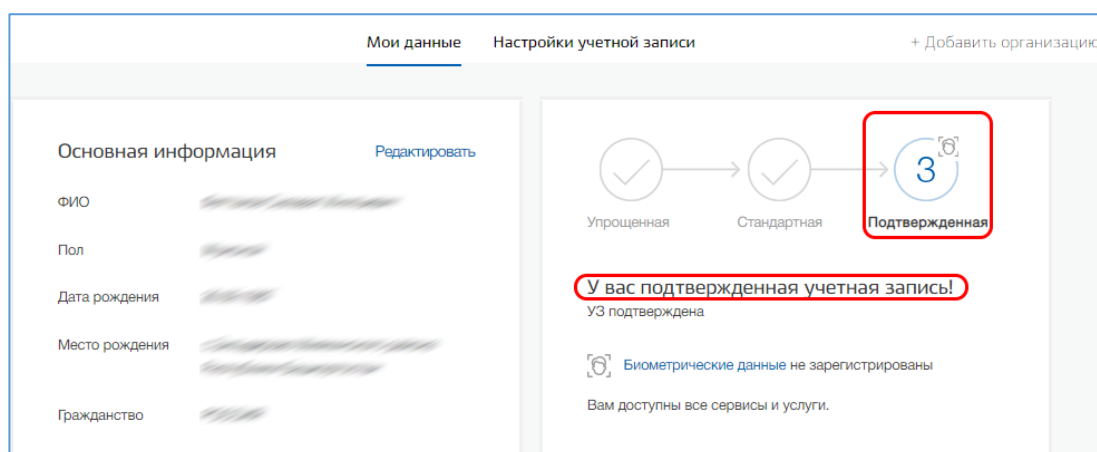 Мои данные
Настройки учетной записи
+ Добавить организацию
Основная информация
Редактировать
ФИО
Пол
Дата рождения
Место рождения
Гражданство
3
Упрощенная
Стандартная
Подтвержденная
У вас подтвержденная учетная запись!
УЗ подтверждена
Биометрические данные не зарегистрированы
Вам доступны все сервисы и услуги.